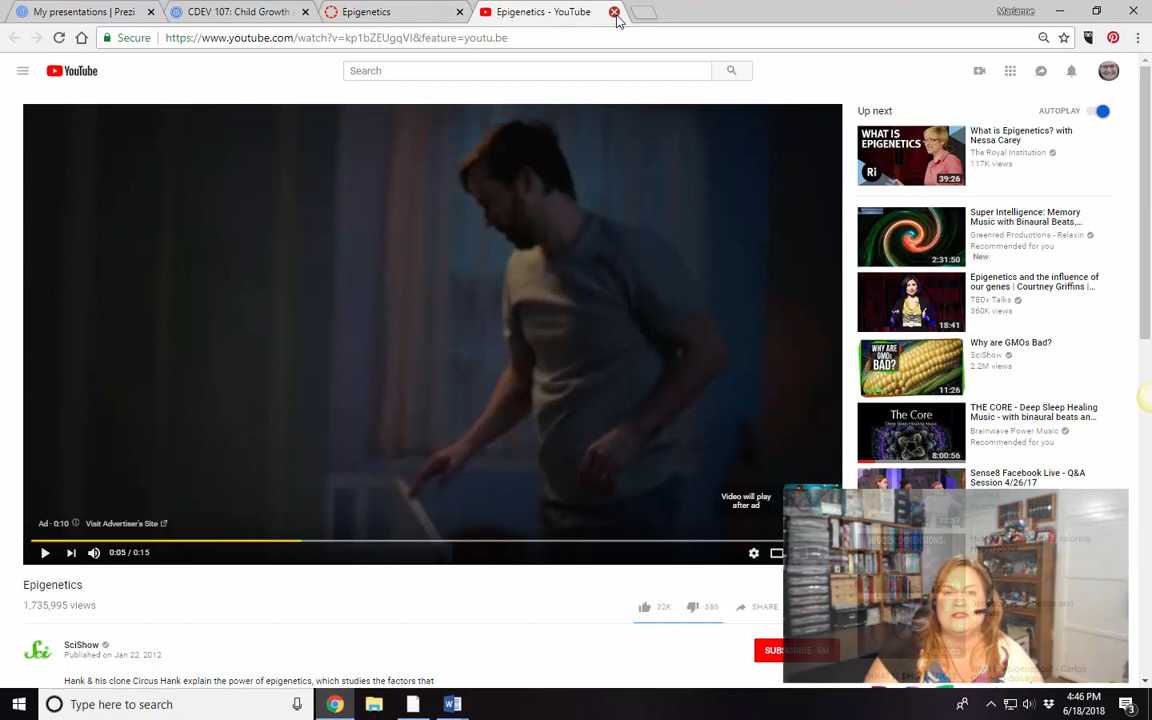 My presentations | Prezi
CDEV 107: Child Growth
Epigenetics
Epigenetics - YouTube
Marianne
Secure
https://www.youtube.com/watch?v=kp1bZEUgqVI&feature=youtu.be
YouTube
Search
Up next
AUTOPLAY
WHAT IS
EPIGENETICS
Ri
39:26
What is Epigenetics? with
Nessa Carey
The Royal Institution
117K views
2:31:50
Super Intelligence: Memory
Music with Binaural Beats,...
Greenred Productions - Relaxin
Recommended for you
New
18:41
Epigenetics and the influence of
our genes | Courtney Griffins |...
TEDx Talks
360K views
WHY ARE
GMOs
BAD?
11:26
Why are GMOs Bad?
SciShow
2.2M views
The Core
8:00:56
THE CORE - Deep Sleep Healing
Music - with binaural beats an...
Brainwave Power Music
Recommended for you
Sense8 Facebook Live - Q&A
Session 4/26/17
Video will play
after ad
Ad · 0:10
Visit Advertiser's Site
0:05 / 0:15
HIDDEN DIMENSIONS:
Exploring
Epigenetics
1,735,995 views
32K
386
SHARE
SciShow
Published on Jan 22, 2012
SUBSCRIBE
Hank & his clone Circus Hank explain the power of epigenetics, which studies the factors that
Type here to search
4:46 PM
6/18/2018
3